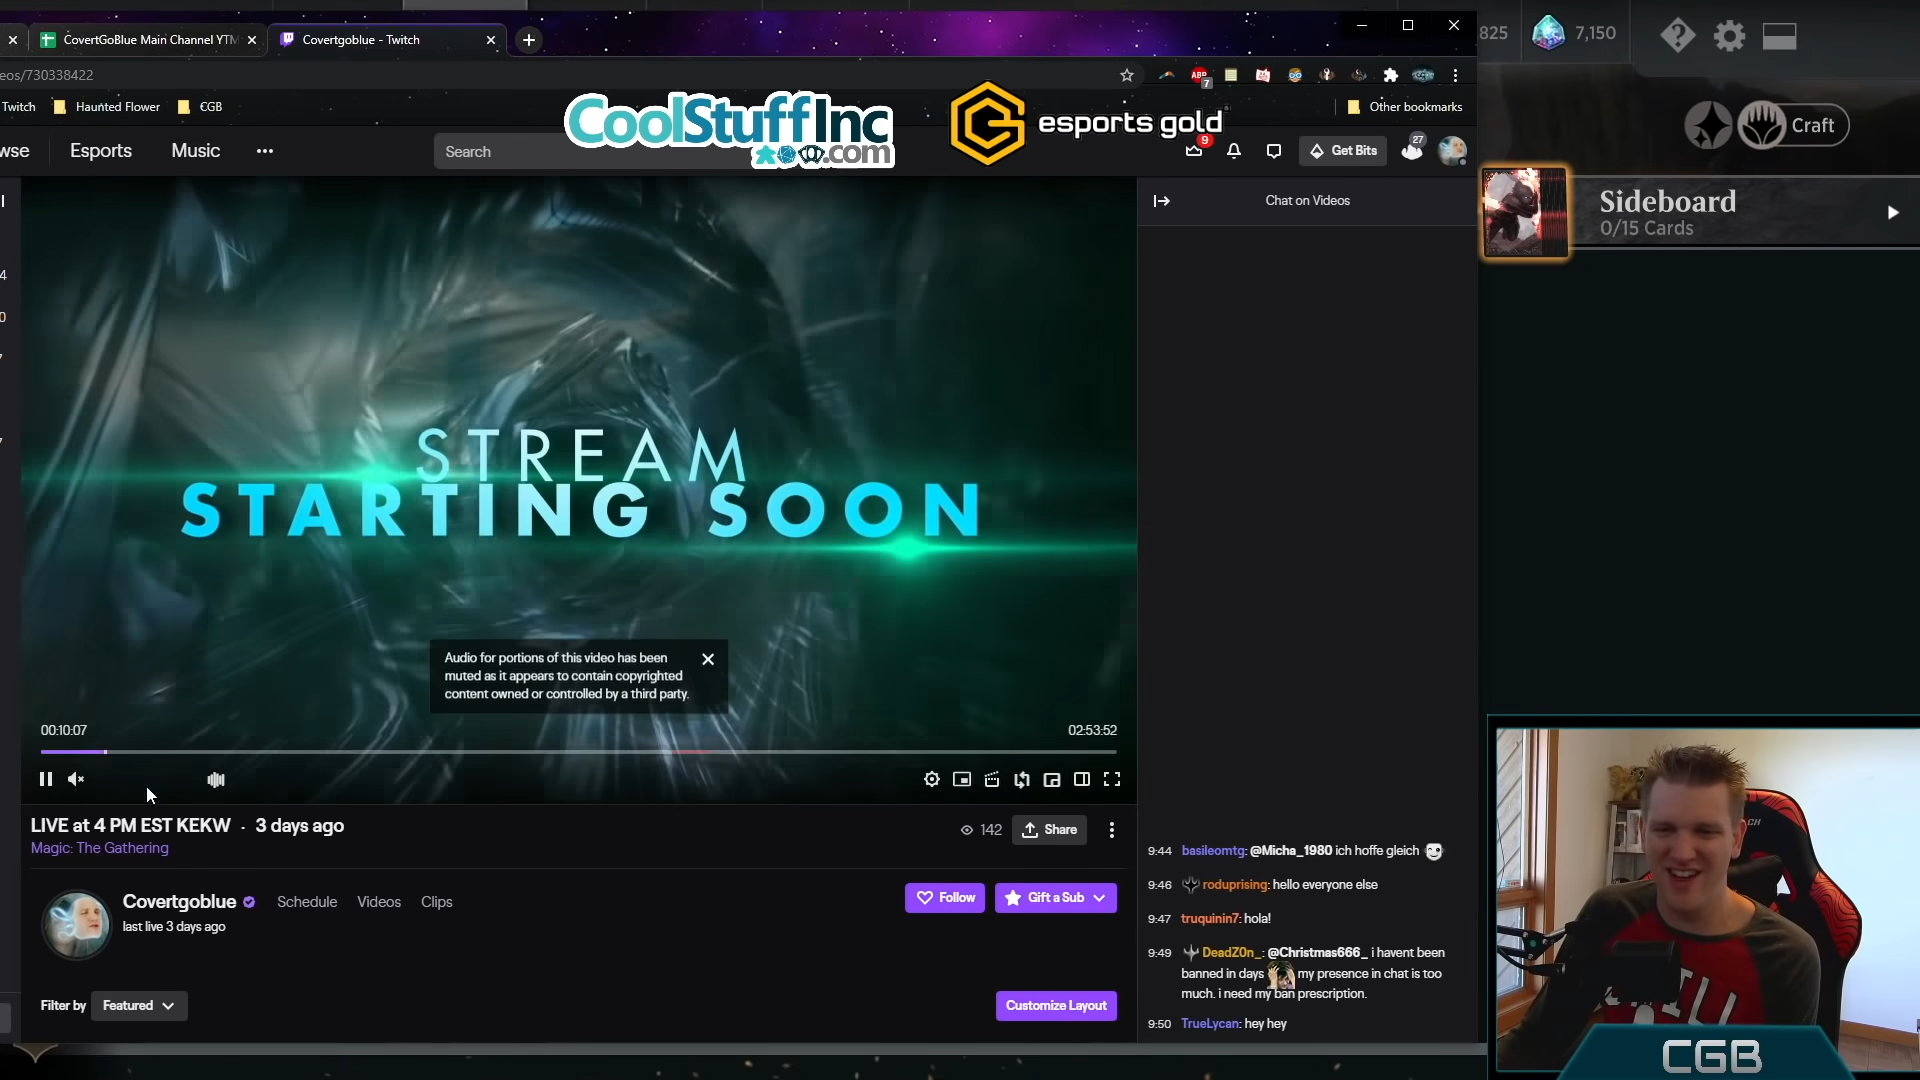 CovertGoBlue Main Channel YTM
Covertgoblue - Twitch
825
7,150
eos/730338422
ABP
7
Twitch
Haunted Flower
CGB
Other bookmarks
CoolStuffInc
.com
esports gold
Craft
wse
Esports
Music
Search
9
Get Bits
27
Chat on Videos
Sideboard
0/15 Cards
STREAM
STARTING SOON
Audio for portions of this video has been
muted as it appears to contain copyrighted
content owned or controlled by a third party.
00:10:07
02:53:52
LIVE at 4 PM EST KEKW · 3 days ago
142
Share
Magic: The Gathering
Covertgoblue
Schedule
Videos
Clips
Follow
Gift a Sub
last live 3 days ago
Filter by
Featured
Customize Layout
9:44 basileomtg: @Micha_1980 ich hoffe gleich
9:46 roduprising: hello everyone else
9:47 truquinin7: hola!
9:49 DeadZ0n_: @Christmas666_ i havent been
banned in days my presence in chat is too
much. i need my ban prescription.
9:50 TrueLycan: hey hey
CGB